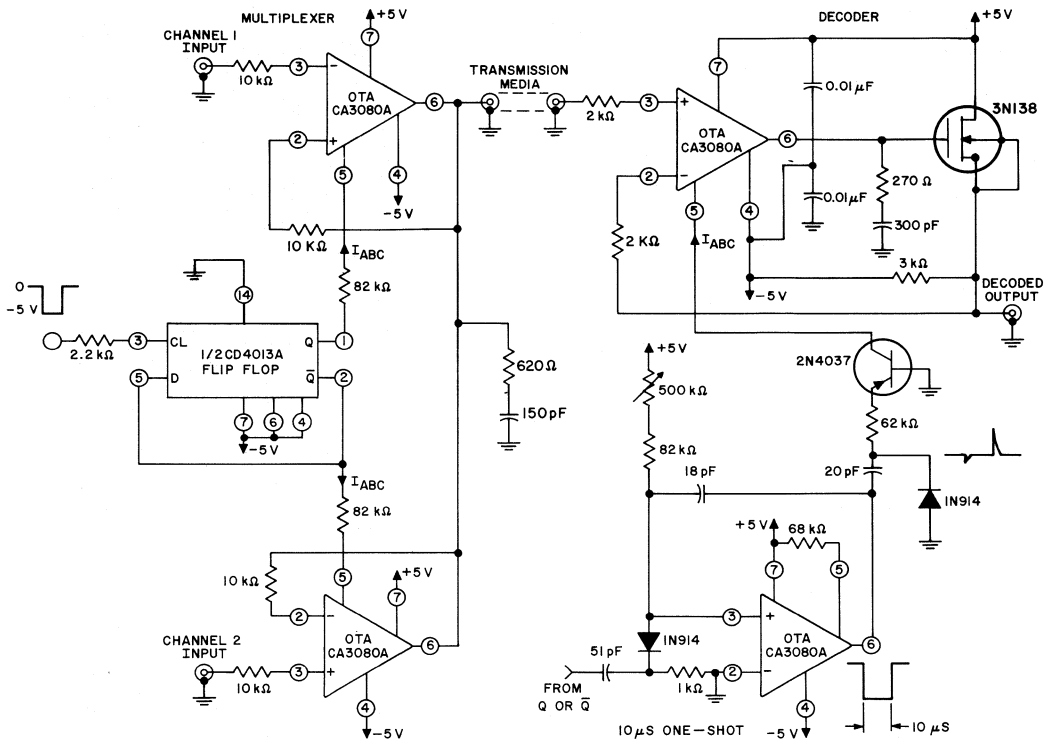 MULTIPLEXER
+5 V
7
CHANNEL 1
INPUT
10 kΩ
3
−
OTA
CA3080A
6
2
+
5
4
−5 V
10 KΩ
I ABC
82 kΩ
TRANSMISSION
MEDIA
DECODER
+5 V
7
2 kΩ
3
+
OTA
CA3080A
6
2
−
5
4
0.01 μF
0.01 μF
3N138
270 Ω
300 pF
2 KΩ
I ABC
3 kΩ
−5 V
DECODED
OUTPUT
0
−5 V
14
2.2 kΩ
3
CL
Q
1
1/2 CD4013A
FLIP FLOP
5
D
Q̅
2
7
6
4
−5 V
620 Ω
150 pF
I ABC
82 kΩ
10 kΩ
5
+5 V
7
2
−
OTA
CA3080A
6
CHANNEL 2
INPUT
10 kΩ
3
+
4
−5 V
+5 V
500 kΩ
82 kΩ
18 pF
2N4037
62 kΩ
20 pF
1N914
+5 V
68 kΩ
7
5
3
+
1N914
OTA
CA3080A
6
51 pF
FROM
Q OR Q̅
1 kΩ
2
−
4
−5 V
10 μS ONE-SHOT
10 μS